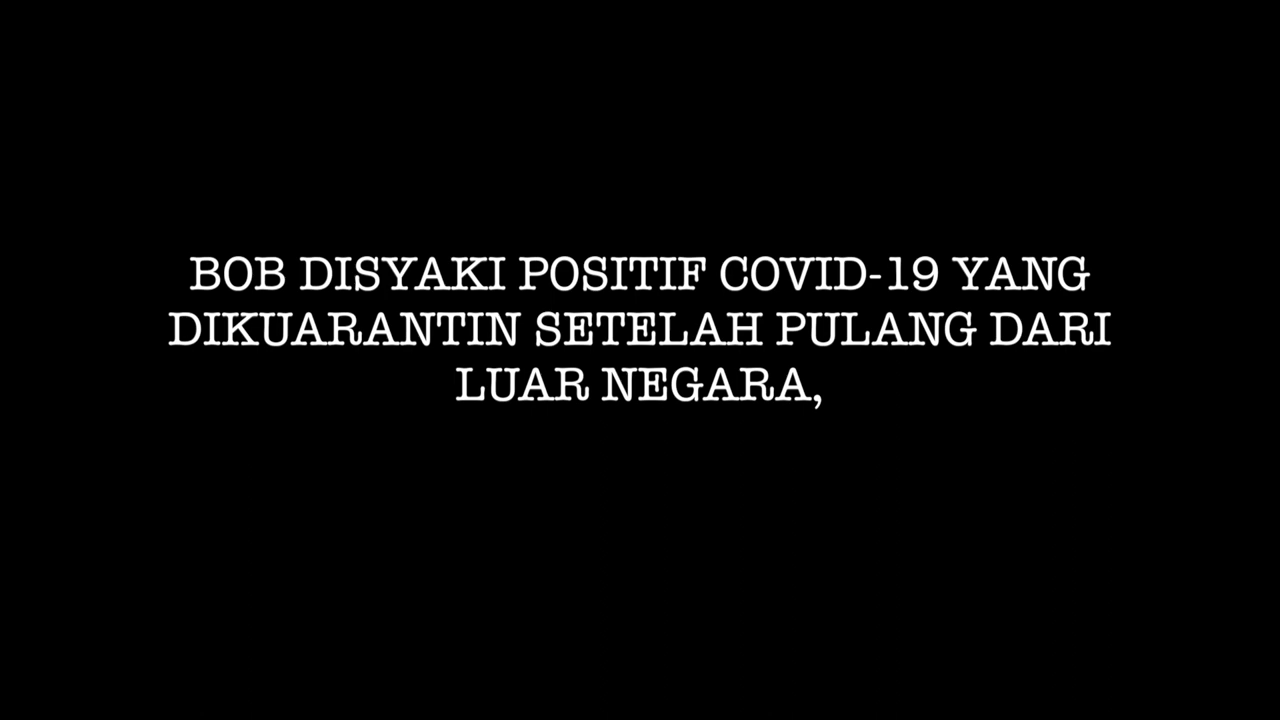 BOB DISYAKI POSITIF COVID-19 YANG
DIKUARANTIN SETELAH PULANG DARI
LUAR NEGARA,